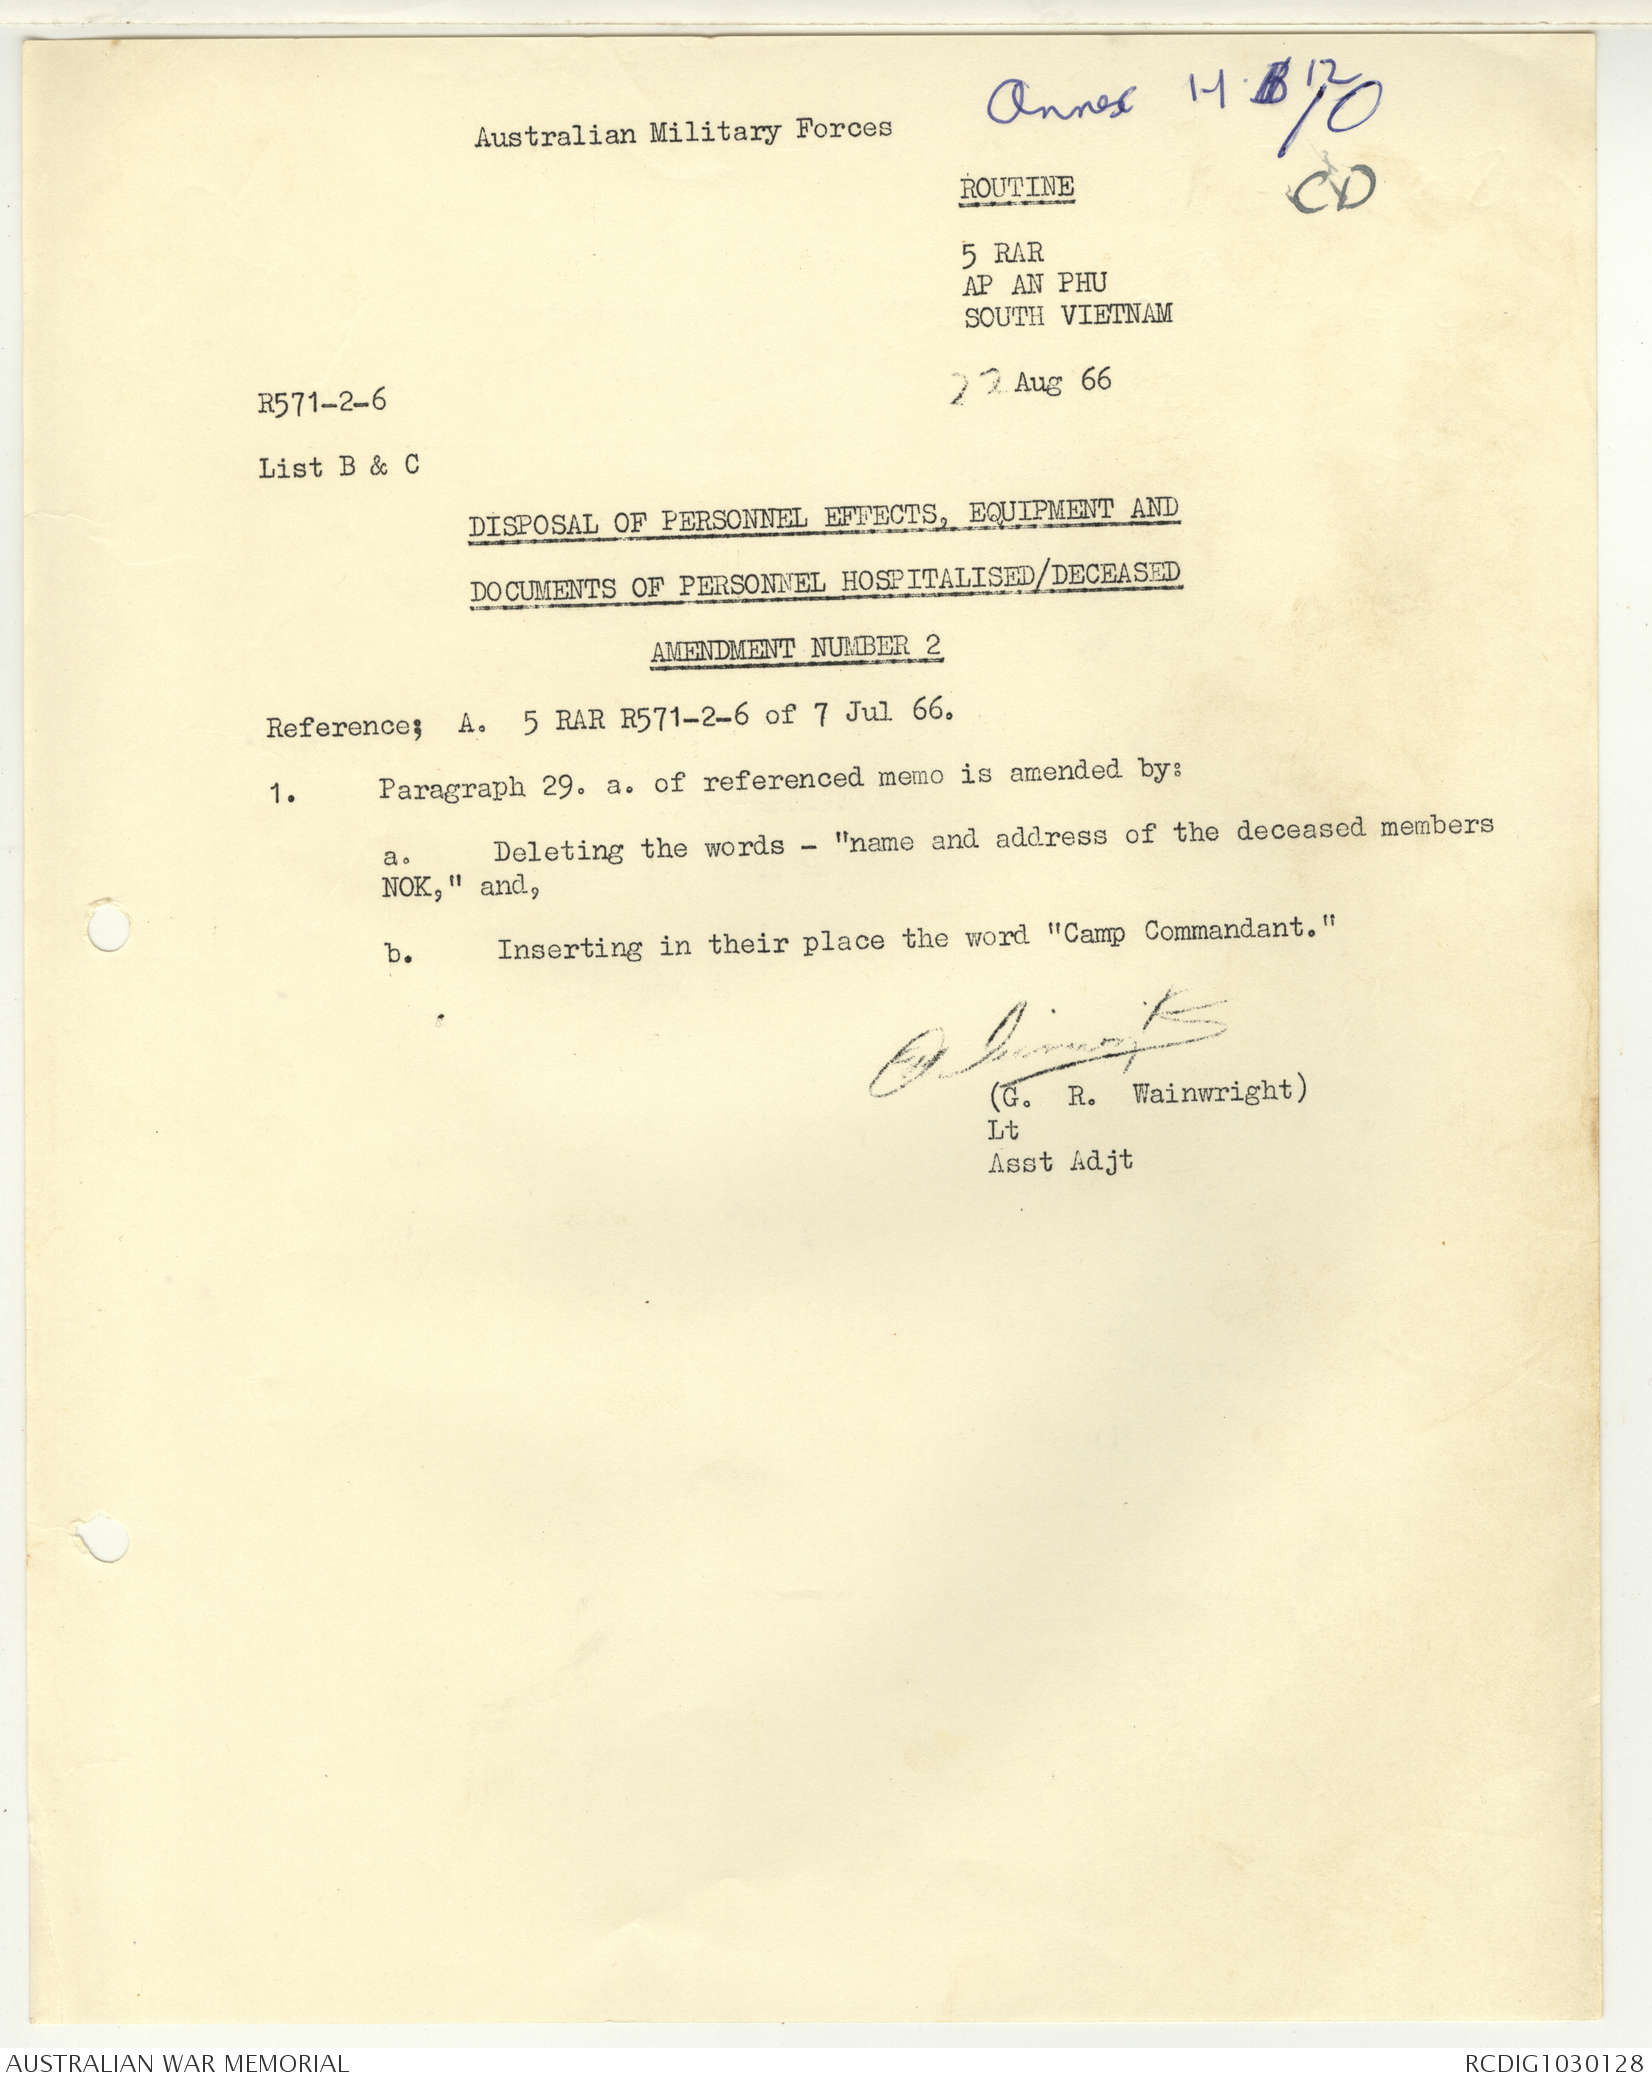 Annex H
Australian Military Forces
CD
ROUTINE
5 RAR
AP AN PHU
SOUTH VIETNAM
22 Aug 66
R571-2-6
List B & C
DISPOSAL OF PERSONNEL EFFECTS, EQUIPMENT AND
DOCUMENTS OF PERSONNEL HOSPITALISED/DECEASED
AMENDMENT NUMBER 2
Reference; A. 5 RAR R571-2-6 of 7 Jul 66.
1. Paragraph 29. a. of referenced memo is amended by:
a. Deleting the words - "name and address of the deceased members
NOK," and,
b. Inserting in their place the word "Camp Commandant."
(G. R. Wainwright)
Lt
Asst Adjt
AUSTRALIAN WAR MEMORIAL
RCDIG1030128